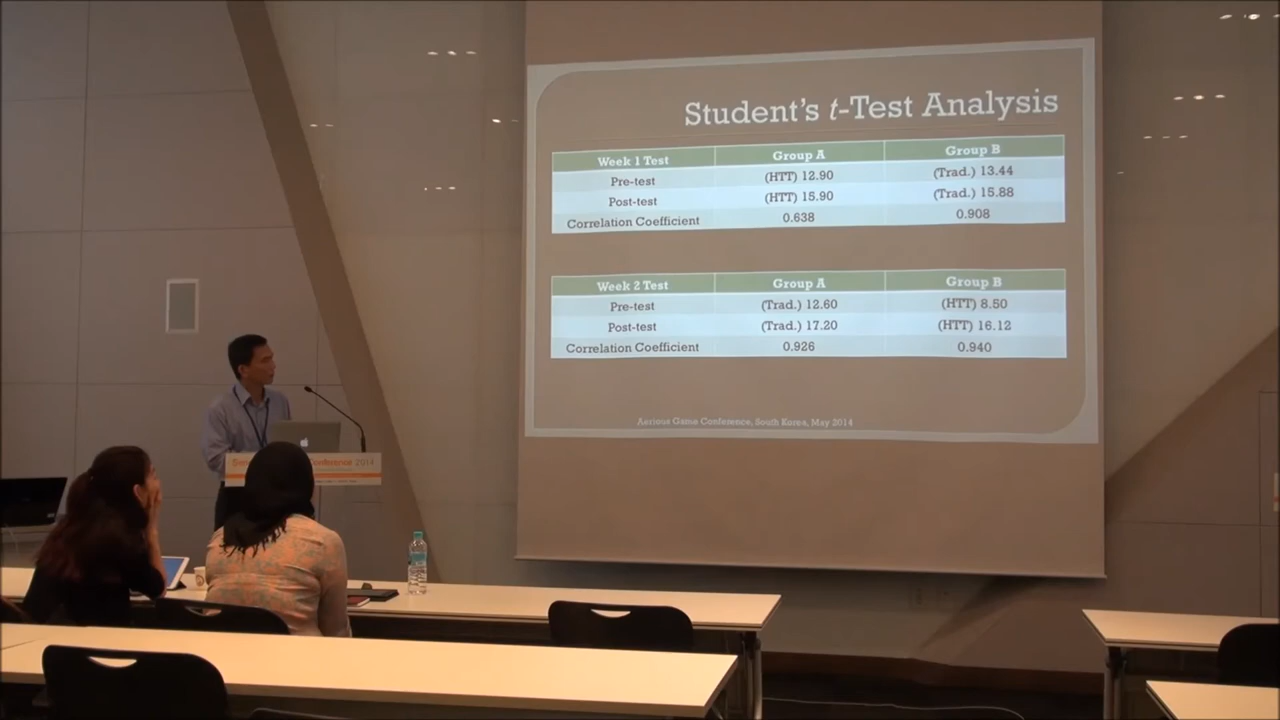 Student's t-Test Analysis
Week 1 Test Group A Group B
Pre-test (HTT) 12.90 (Trad.) 13.44
Post-test (HTT) 15.90 (Trad.) 15.88
Correlation Coefficient 0.638 0.908
Week 2 Test Group A Group B
Pre-test (Trad.) 12.60 (HTT) 8.50
Post-test (Trad.) 17.20 (HTT) 16.12
Correlation Coefficient 0.926 0.940
Aerious Game Conference, South Korea, May 2014
Conference 2014